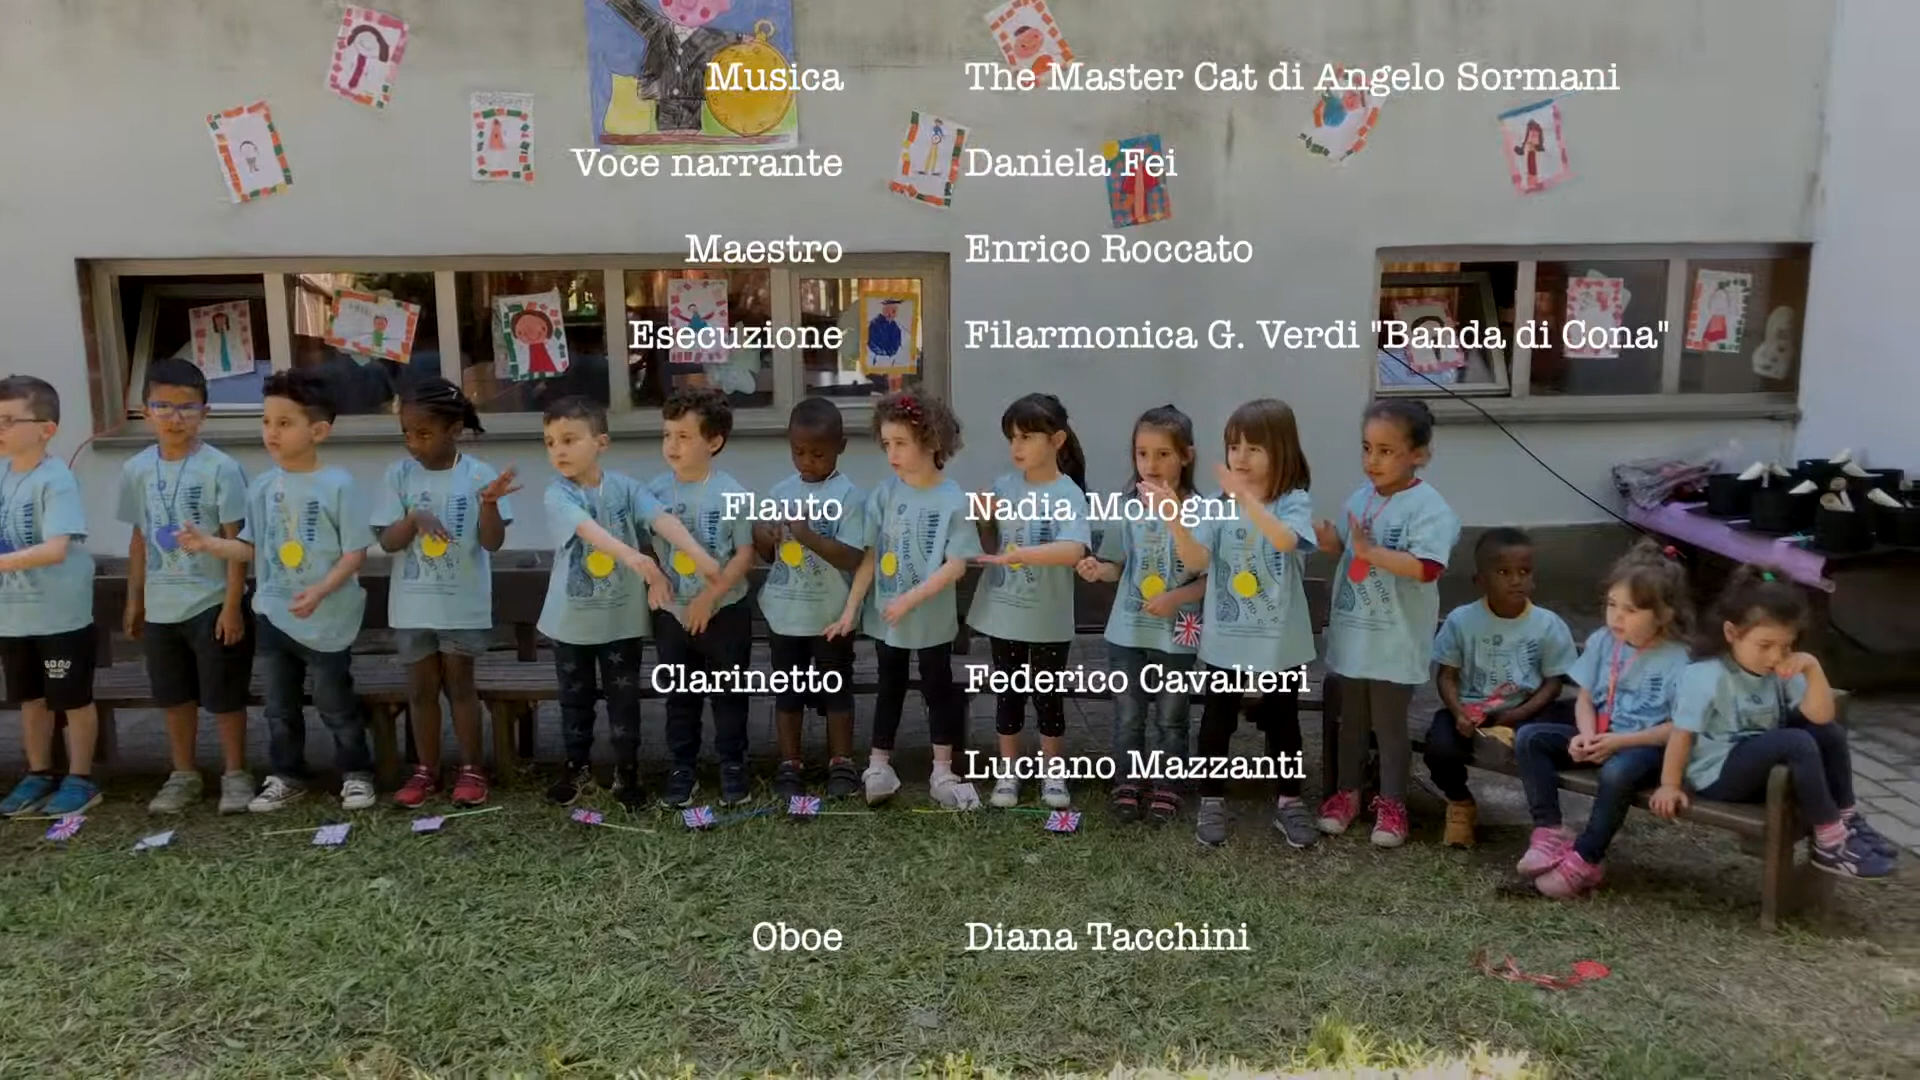 Musica The Master Cat di Angelo Sormani
Voce narrante Daniela Fei
Maestro Enrico Roccato
Esecuzione Filarmonica G. Verdi "Banda di Cona"
Flauto Nadia Mologni
Clarinetto Federico Cavalieri
Luciano Mazzanti
Oboe Diana Tacchini